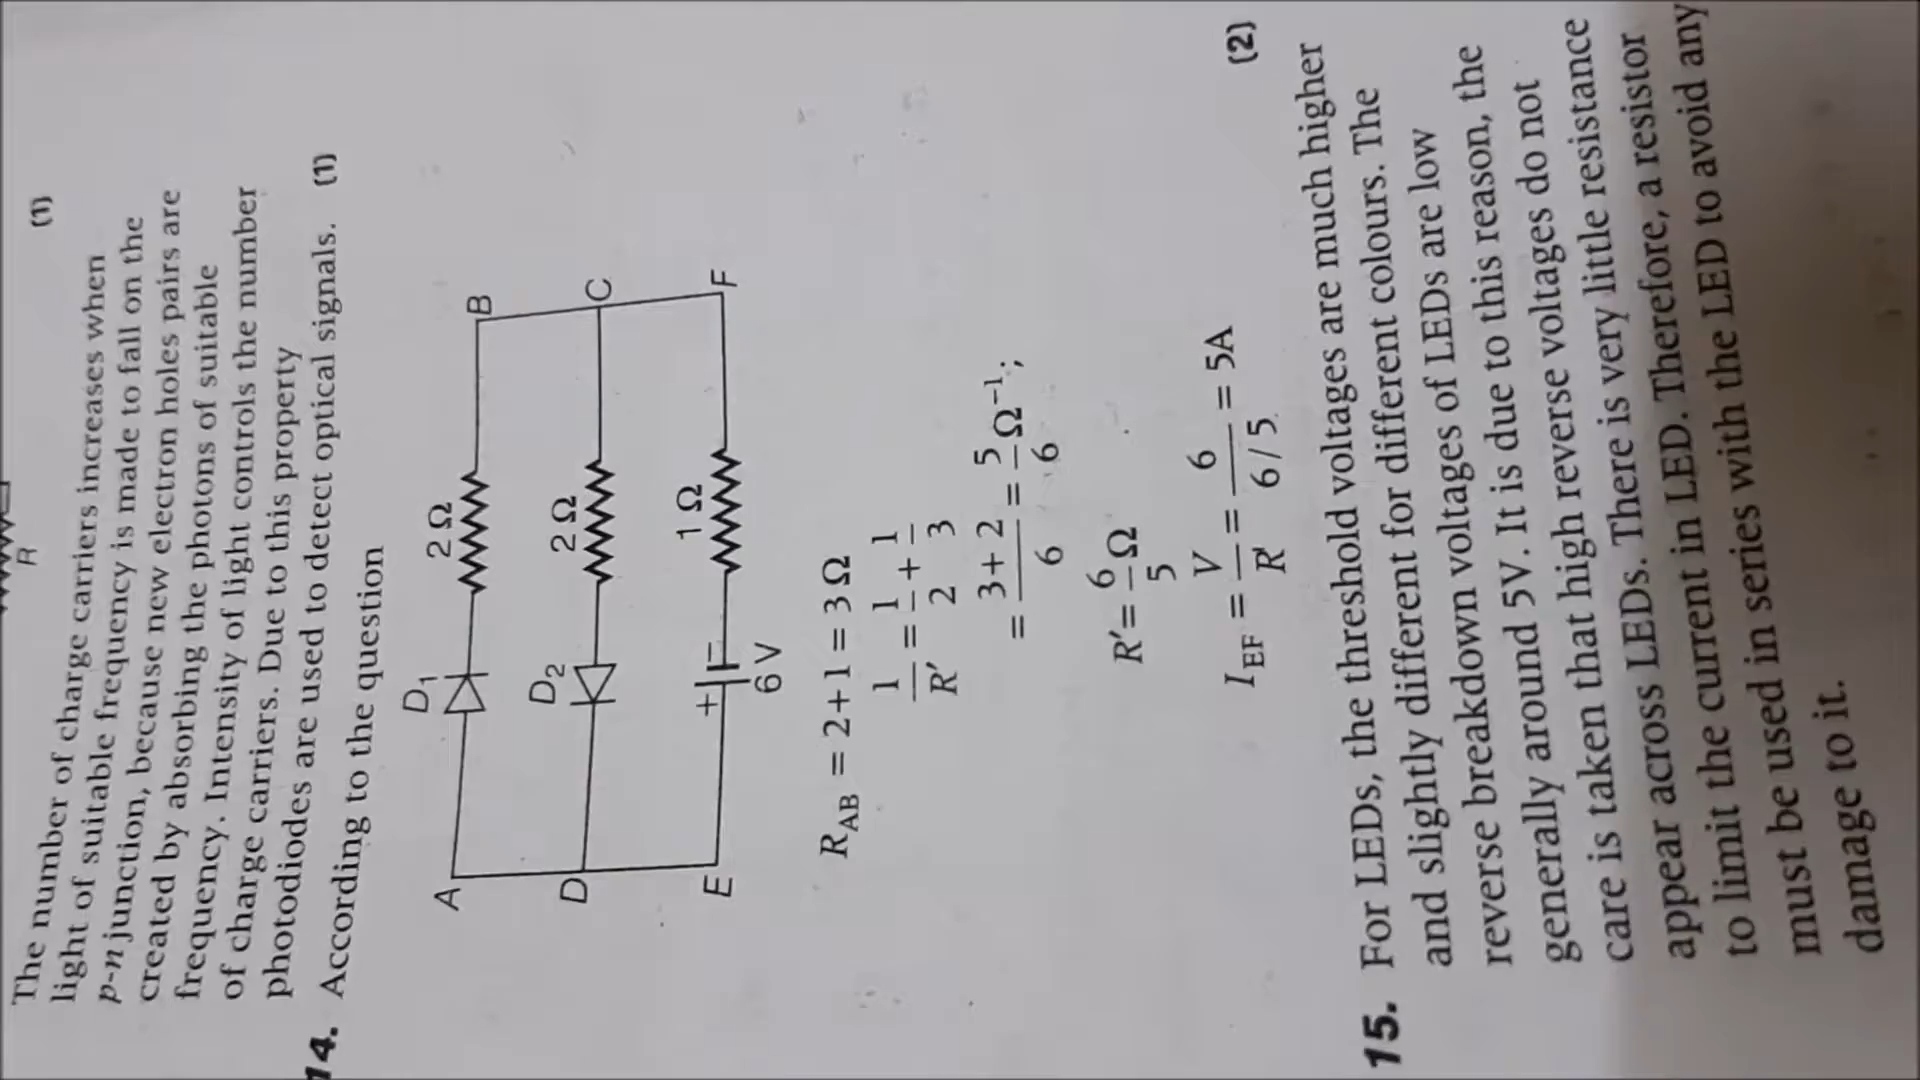 R
(1)
The number of charge carriers increases when
light of suitable frequency is made to fall on the
p-n junction, because new electron holes pairs are
created by absorbing the photons of suitable
frequency. Intensity of light controls the number
of charge carriers. Due to this property
photodiodes are used to detect optical signals. (1)
14. According to the question
D1 2 Ω
A B
D2 2 Ω
D C
+ − 1 Ω
E F
6 V
R_AB = 2 + 1 = 3 Ω
1/R′ = 1/2 + 1/3
= (3 + 2)/6 = 5/6 Ω⁻¹;
R′ = 6/5 Ω
I_EF = V/R = 6/(6/5) = 5A
(2)
15. For LEDs, the threshold voltages are much higher
and slightly different for different colours. The
reverse breakdown voltages of LEDs are low
generally around 5V. It is due to this reason, the
care is taken that high reverse voltages do not
appear across LEDs. There is very little resistance
to limit the current in LED. Therefore, a resistor
must be used in series with the LED to avoid any
damage to it.